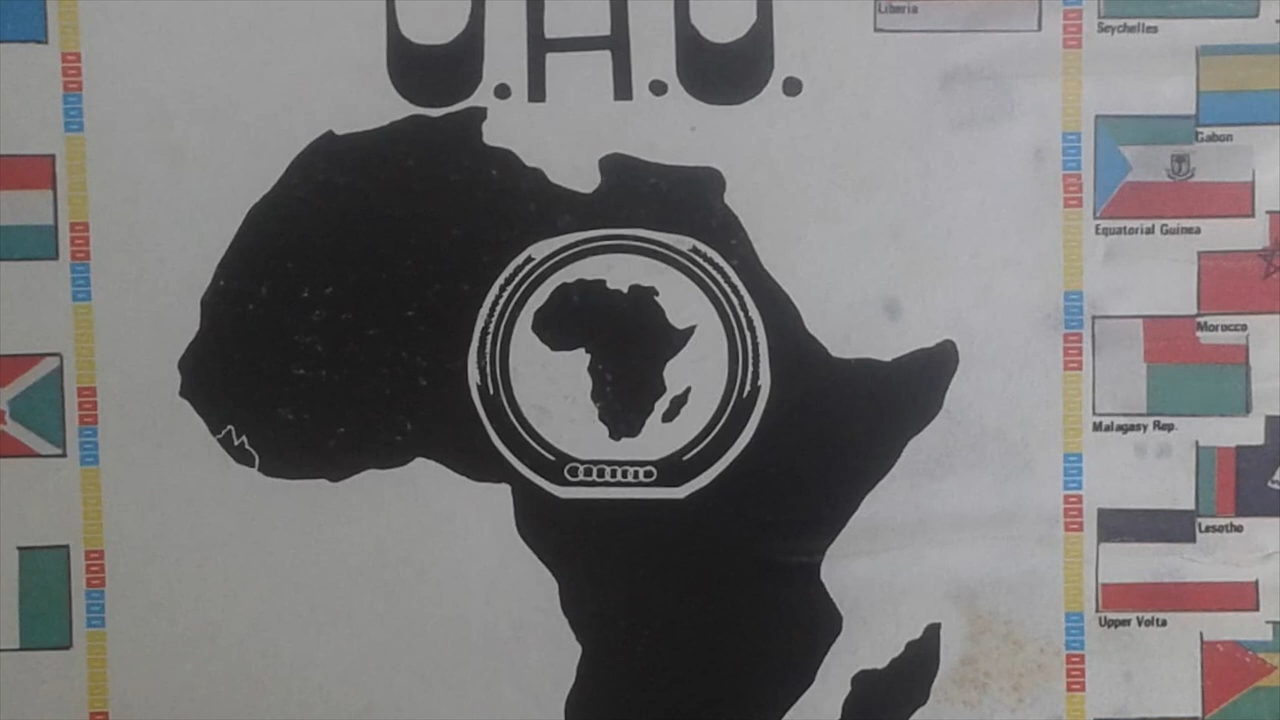 O.A.U.
Liberia
Seychelles
Gabon
Equatorial Guinea
Morocco
Malagasy Rep.
Lesotho
Upper Volta